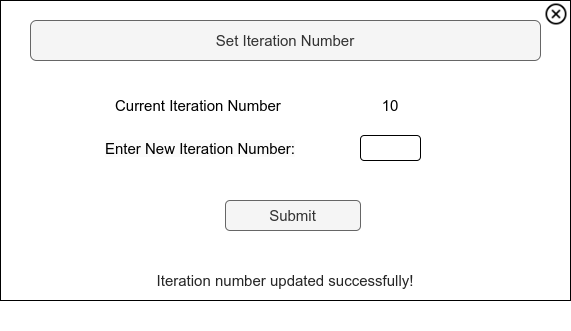 Set Iteration Number
Current Iteration Number 10
Enter New Iteration Number:
Submit
Iteration number updated successfully!